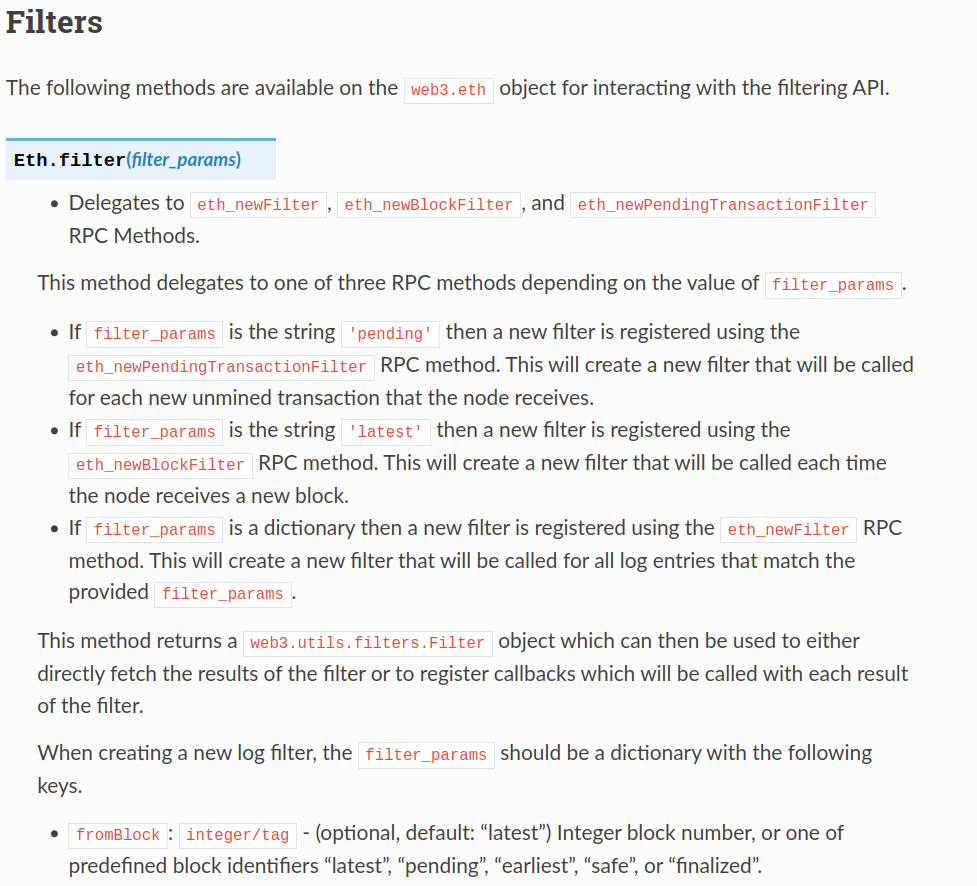 Filters
The following methods are available on the web3.eth object for interacting with the filtering API.
Eth.filter(filter_params)
• Delegates to eth_newFilter , eth_newBlockFilter , and eth_newPendingTransactionFilter
RPC Methods.
This method delegates to one of three RPC methods depending on the value of filter_params .
• If filter_params is the string 'pending' then a new filter is registered using the
eth_newPendingTransactionFilter RPC method. This will create a new filter that will be called
for each new unmined transaction that the node receives.
• If filter_params is the string 'latest' then a new filter is registered using the
eth_newBlockFilter RPC method. This will create a new filter that will be called each time
the node receives a new block.
• If filter_params is a dictionary then a new filter is registered using the eth_newFilter RPC
method. This will create a new filter that will be called for all log entries that match the
provided filter_params .
This method returns a web3.utils.filters.Filter object which can then be used to either
directly fetch the results of the filter or to register callbacks which will be called with each result
of the filter.
When creating a new log filter, the filter_params should be a dictionary with the following
keys.
• fromBlock : integer/tag - (optional, default: “latest”) Integer block number, or one of
predefined block identifiers “latest”, “pending”, “earliest”, “safe”, or “finalized”.